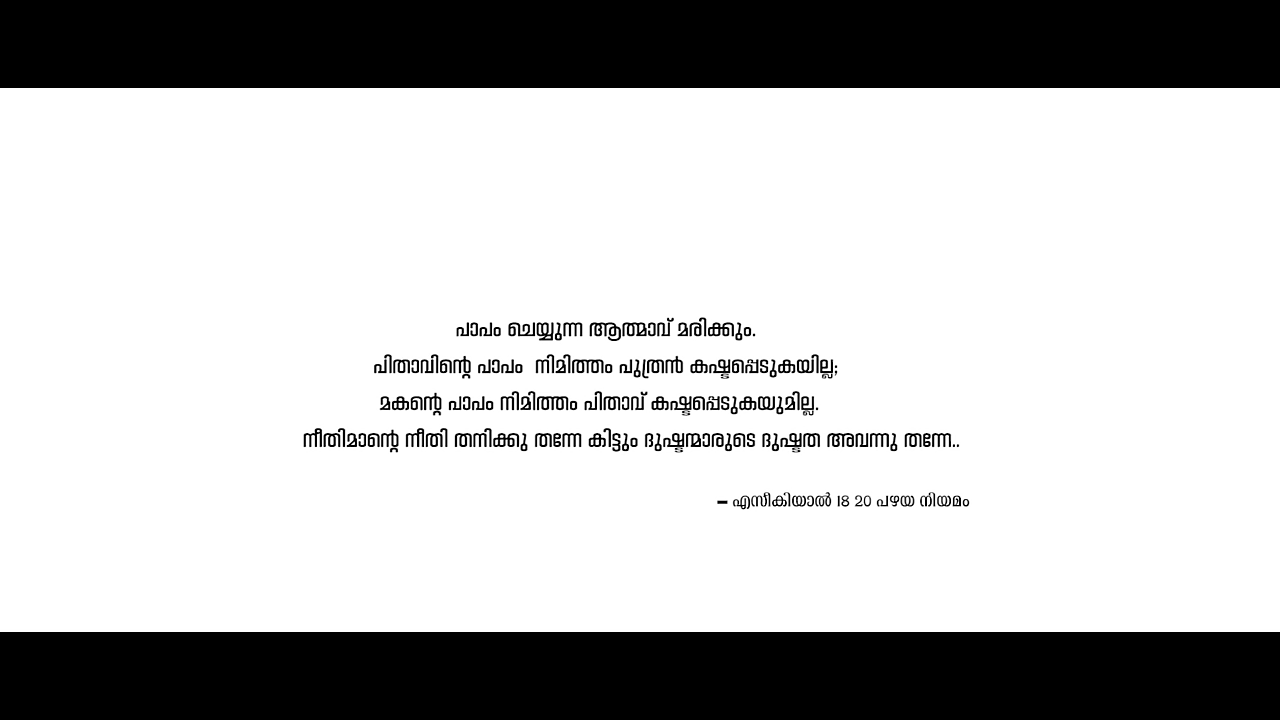 പാപം ചെയ്യുന്ന ആത്മാവ് മരിക്കും.
പിതാവിന്റെ പാപം നിമിത്തം പുത്രൻ കഷ്ടപ്പെടുകയില്ല;
മകന്റെ പാപം നിമിത്തം പിതാവ് കഷ്ടപ്പെടുകയുമില്ല.
നീതിമാന്റെ നീതി തനിക്കു തന്നേ കിട്ടും ദുഷ്ടന്മാരുടെ ദുഷ്ടത അവന്നു തന്നേ..
– എസീകിയാൽ 18 20 പഴയ നിയമം